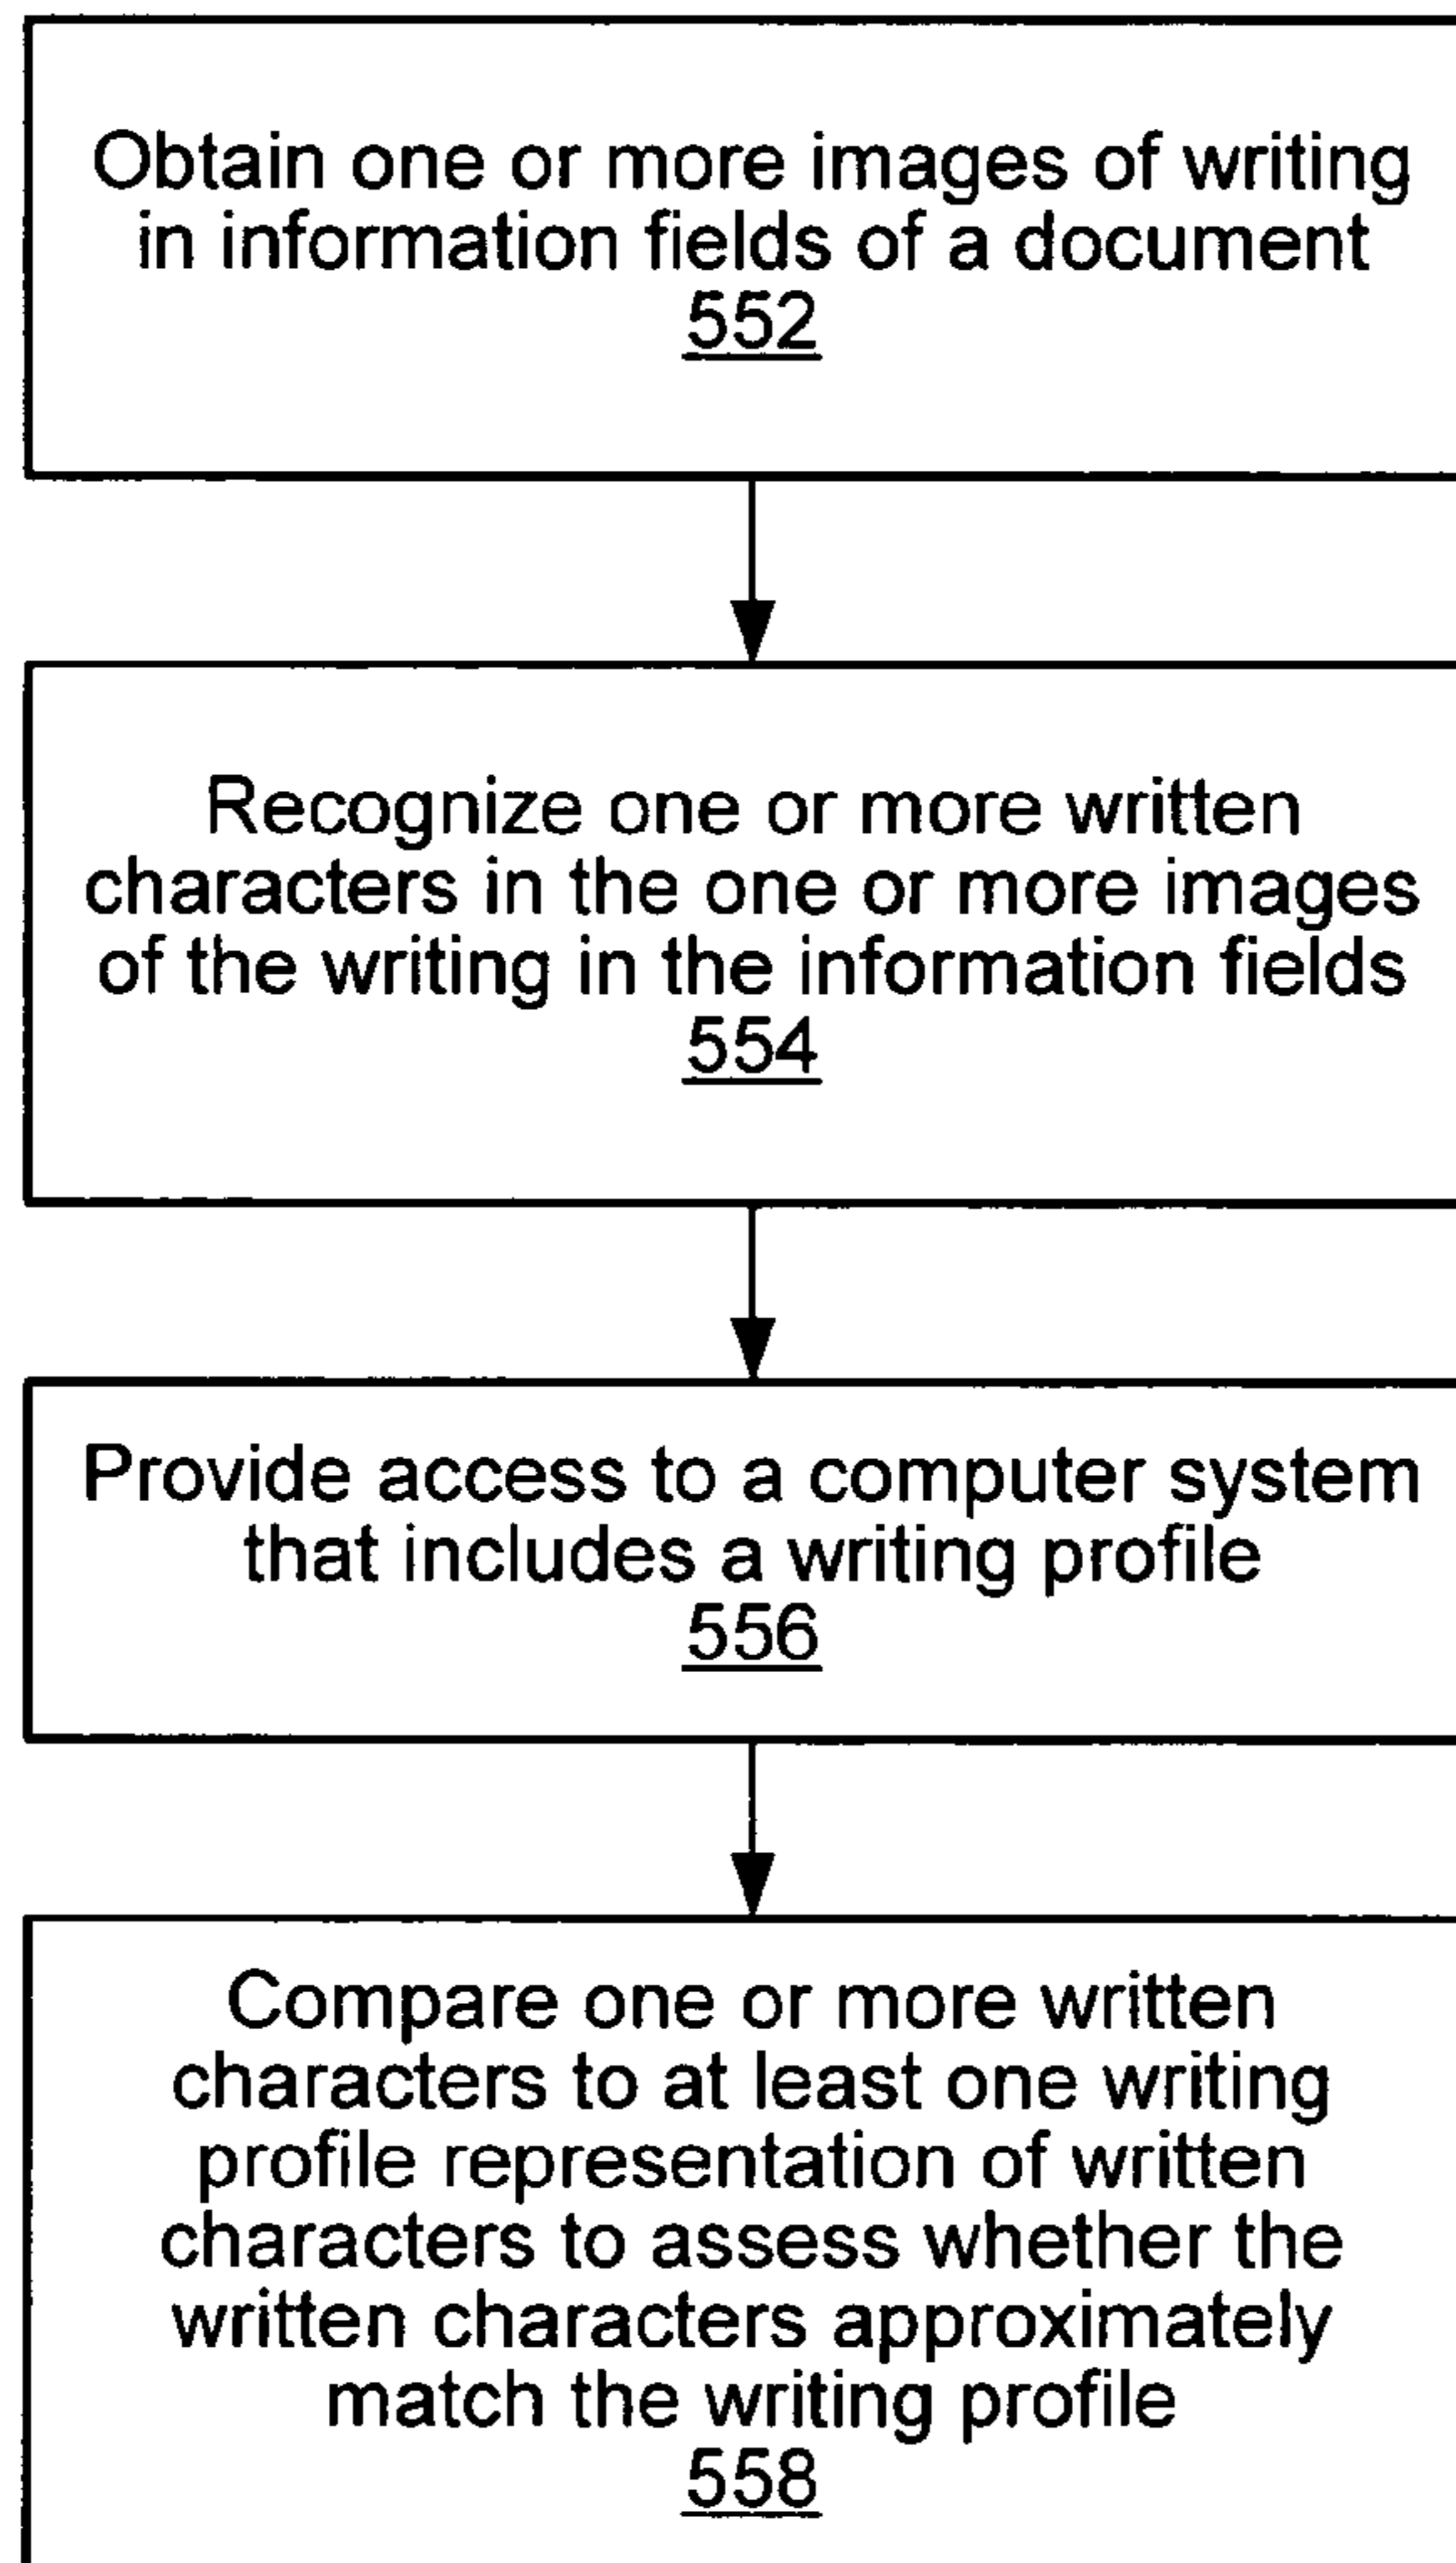 Obtain one or more images of writing
in information fields of a document
552
Recognize one or more written
characters in the one or more images
of the writing in the information fields
554
Provide access to a computer system
that includes a writing profile
556
Compare one or more written
characters to at least one writing
profile representation of written
characters to assess whether the
written characters approximately
match the writing profile
558